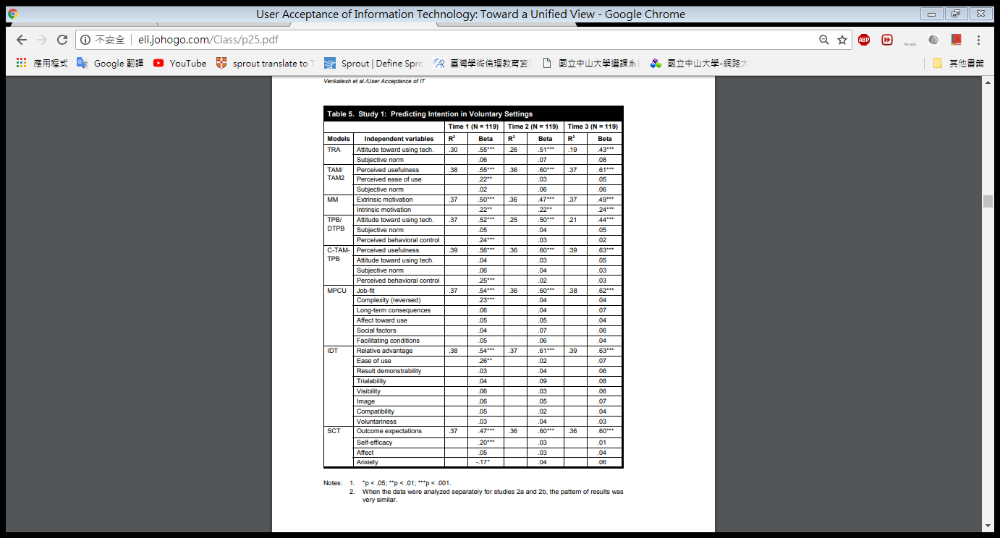 User Acceptance of Information Technology: Toward a Unified View - Google Chrome
不安全 eli.johogo.com/Class/p25.pdf ABP
應用程式 Google 翻譯 YouTube sprout translate to T Sprout | Define Spro 臺灣學術倫理教育資 國立中山大學選課系 國立中山大學-網路大 其他書籤
Venkatesh et al./User Acceptance of IT
Table 5. Study 1: Predicting Intention in Voluntary Settings
Time 1 (N = 119) Time 2 (N = 119) Time 3 (N = 119)
Models Independent variables R² Beta R² Beta R² Beta
TRA Attitude toward using tech. .30 .55*** .26 .51*** .19 .43***
Subjective norm .06 .07 .08
TAM/ Perceived usefulness .38 .55*** .36 .60*** .37 .61***
TAM2 Perceived ease of use .22** .03 .05
Subjective norm .02 .06 .06
MM Extrinsic motivation .37 .50*** .36 .47*** .37 .49***
Intrinsic motivation .22** .22** .24***
TPB/ Attitude toward using tech. .37 .52*** .25 .50*** .21 .44***
DTPB Subjective norm .05 .04 .05
Perceived behavioral control .24*** .03 .02
C-TAM- Perceived usefulness .39 .56*** .36 .60*** .39 .63***
TPB Attitude toward using tech. .04 .03 .05
Subjective norm .06 .04 .03
Perceived behavioral control .25*** .02 .03
MPCU Job-fit .37 .54*** .36 .60*** .38 .62***
Complexity (reversed) .23*** .04 .04
Long-term consequences .06 .04 .07
Affect toward use .05 .05 .04
Social factors .04 .07 .06
Facilitating conditions .05 .06 .04
IDT Relative advantage .38 .54*** .37 .61*** .39 .63***
Ease of use .26** .02 .07
Result demonstrability .03 .04 .06
Trialability .04 .09 .08
Visibility .06 .03 .06
Image .06 .05 .07
Compatibility .05 .02 .04
Voluntariness .03 .04 .03
SCT Outcome expectations .37 .47*** .36 .60*** .36 .60***
Self-efficacy .20*** .03 .01
Affect .05 .03 .04
Anxiety -.17* .04 .06
Notes: 1. *p < .05; **p < .01; ***p < .001.
2. When the data were analyzed separately for studies 2a and 2b, the pattern of results was
very similar.